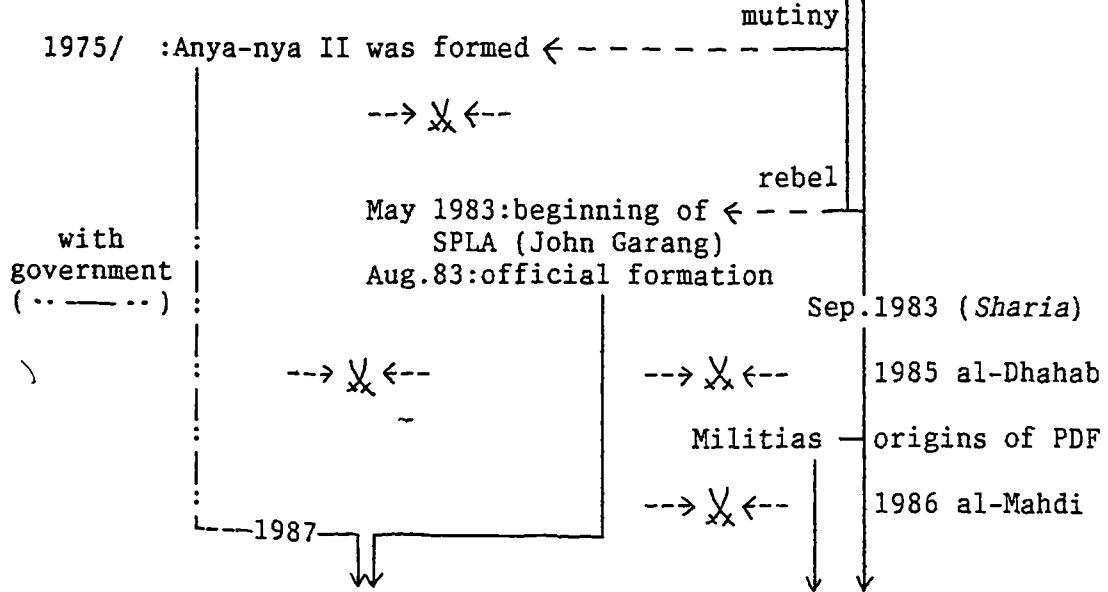 mutiny
1975/ :Anya-nya II was formed
rebel
May 1983:beginning of
SPLA (John Garang)
Aug.83:official formation
with
government
Sep.1983 (Sharia)
1985 al-Dhahab
Militias origins of PDF
1986 al-Mahdi
1987